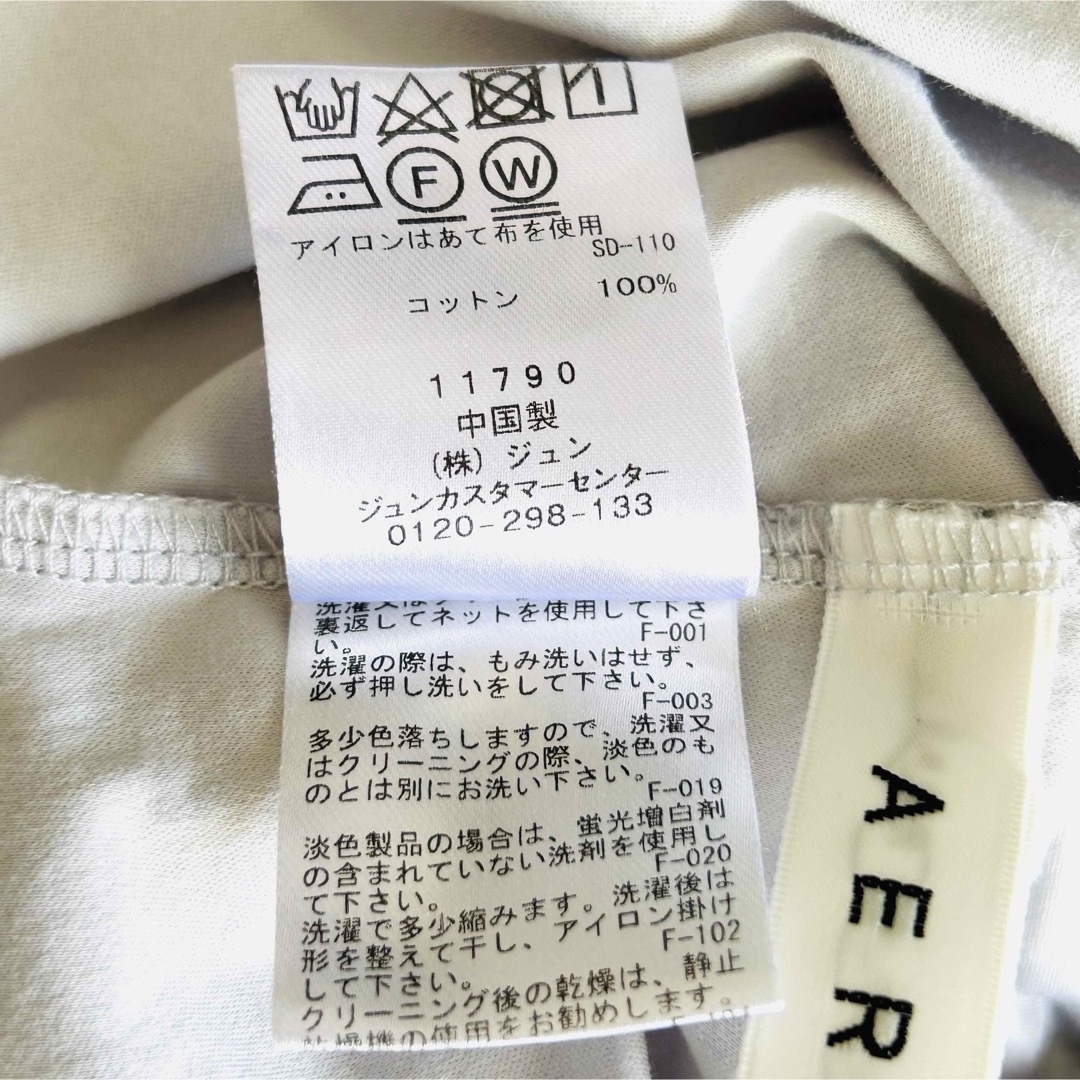 F W
アイロンはあて布を使用
SD-110
コットン 100%
11790
中国製
(株) ジュン
ジュンカスタマーセンター
0120-298-133
裏返してネットを使用して下さ
い。 F-001
洗濯の際は、もみ洗いはせず、
必ず押し洗いをして下さい。
F-003
多少色落ちしますので、洗濯又
はクリーニングの際、淡色のも
のとは別にお洗い下さい。
F-019
淡色製品の場合は、蛍光増白剤
の含まれていない洗剤を使用し
て下さい。 F-020
洗濯で多少縮みます。洗濯後は
形を整えて干し、アイロン掛け
して下さい。 F-102
クリーニング後の乾燥は、静止
乾燥機の使用をお勧めします。
AER